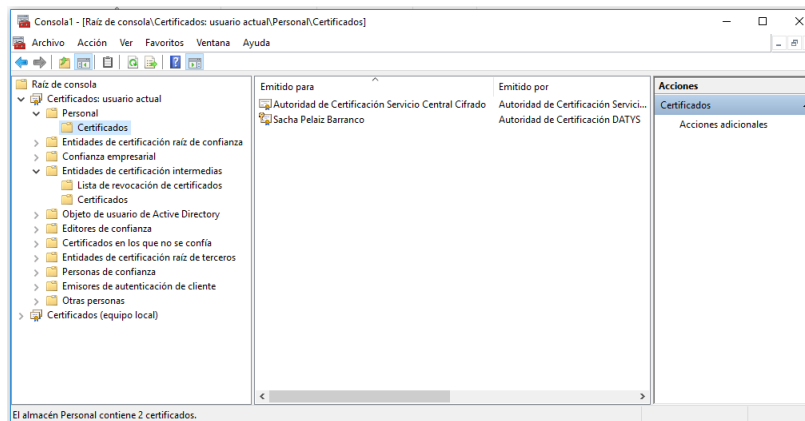 Consola1 - [Raíz de consola\Certificados: usuario actual\Personal\Certificados]
Archivo Acción Ver Favoritos Ventana Ayuda
Raíz de consola
Certificados: usuario actual
Personal
Certificados
Entidades de certificación raíz de confianza
Confianza empresarial
Entidades de certificación intermedias
Lista de revocación de certificados
Certificados
Objeto de usuario de Active Directory
Editores de confianza
Certificados en los que no se confía
Entidades de certificación raíz de terceros
Personas de confianza
Emisores de autenticación de cliente
Otras personas
Certificados (equipo local)
Emitido para Emitido por
Autoridad de Certificación Servicio Central Cifrado Autoridad de Certificación Servici...
Sacha Pelaiz Barranco Autoridad de Certificación DATYS
Acciones
Certificados
Acciones adicionales
El almacén Personal contiene 2 certificados.